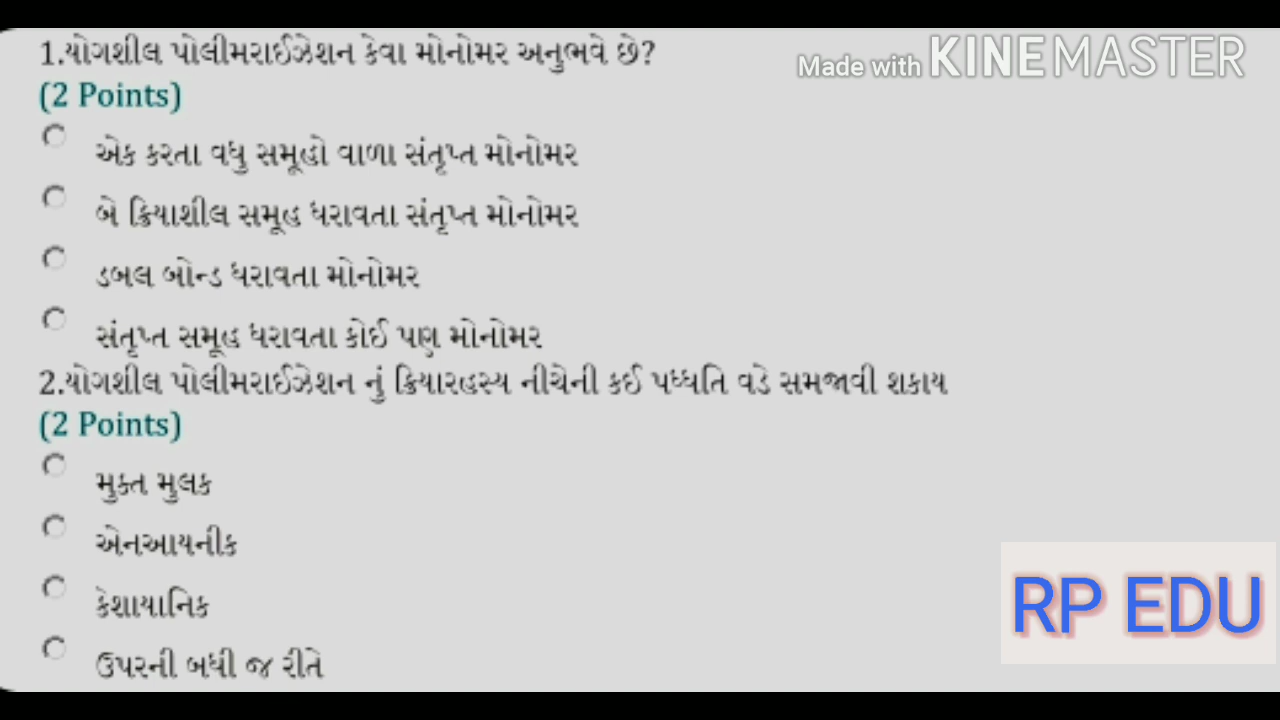 1.યોગશીલ પોલીમરાઈઝેશન કેવા મોનોમર અનુભવે છે?
Made with KINEMASTER
(2 Points)
એક કરતા વધુ સમૂહો વાળા સંતૃપ્ત મોનોમર
બે ક્રિયાશીલ સમૂહ ધરાવતા સંતૃપ્ત મોનોમર
ડબલ બોન્ડ ધરાવતા મોનોમર
સંતૃપ્ત સમૂહ ધરાવતા કોઈ પણ મોનોમર
2.યોગશીલ પોલીમરાઈઝેશન નું ક્રિયારહસ્ય નીચેની કઈ પધ્ધતિ વડે સમજાવી શકાય
(2 Points)
મુક્ત મુલક
એનઆયનીક
કેશાયાનિક
ઉપરની બધી જ રીતે
RP EDU